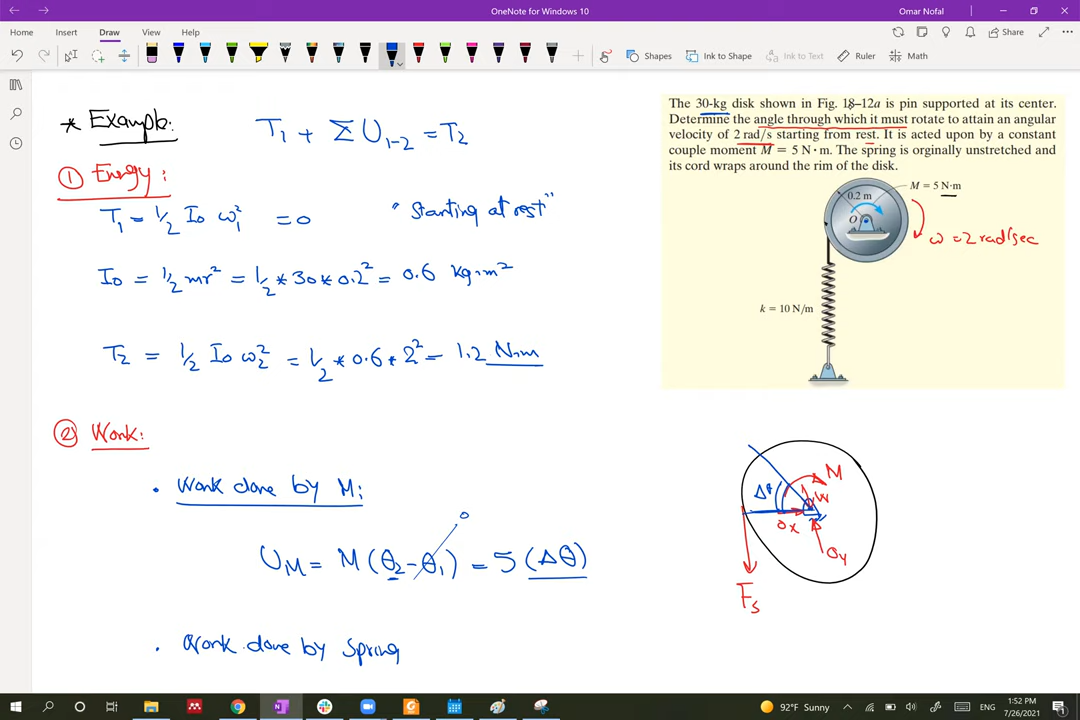 OneNote for Windows 10
Omar Nofal
Home Insert Draw View Help
Share
Shapes Ink to Shape Ink to Text Ruler Math
* Example:
T1 + ΣU1-2 = T2
① Energy:
T1 = 1/2 Io ω1² = 0 "Starting at rest"
Io = 1/2 mr² = 1/2 * 30 * 0.2² = 0.6 kg.m²
T2 = 1/2 Io ω2² = 1/2 * 0.6 * 2² = 1.2 N.m
② Work:
• Work done by M:
0
UM = M (θ2 - θ1) = 5 (Δθ)
• Work done by Spring
The 30-kg disk shown in Fig. 18–12a is pin supported at its center.
Determine the angle through which it must rotate to attain an angular
velocity of 2 rad/s starting from rest. It is acted upon by a constant
couple moment M = 5 N·m. The spring is orginally unstretched and
its cord wraps around the rim of the disk.
M = 5 N·m
0.2 m
O
ω = 2 rad/sec
k = 10 N/m
M
Δθ
W
Ox
Oy
Fs
92°F Sunny
ENG
1:52 PM
7/26/2021